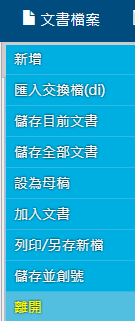 文書檔案
新增
匯入交換檔(di)
儲存目前文書
儲存全部文書
設為母稿
加入文書
列印/另存新檔
儲存並創號
離開